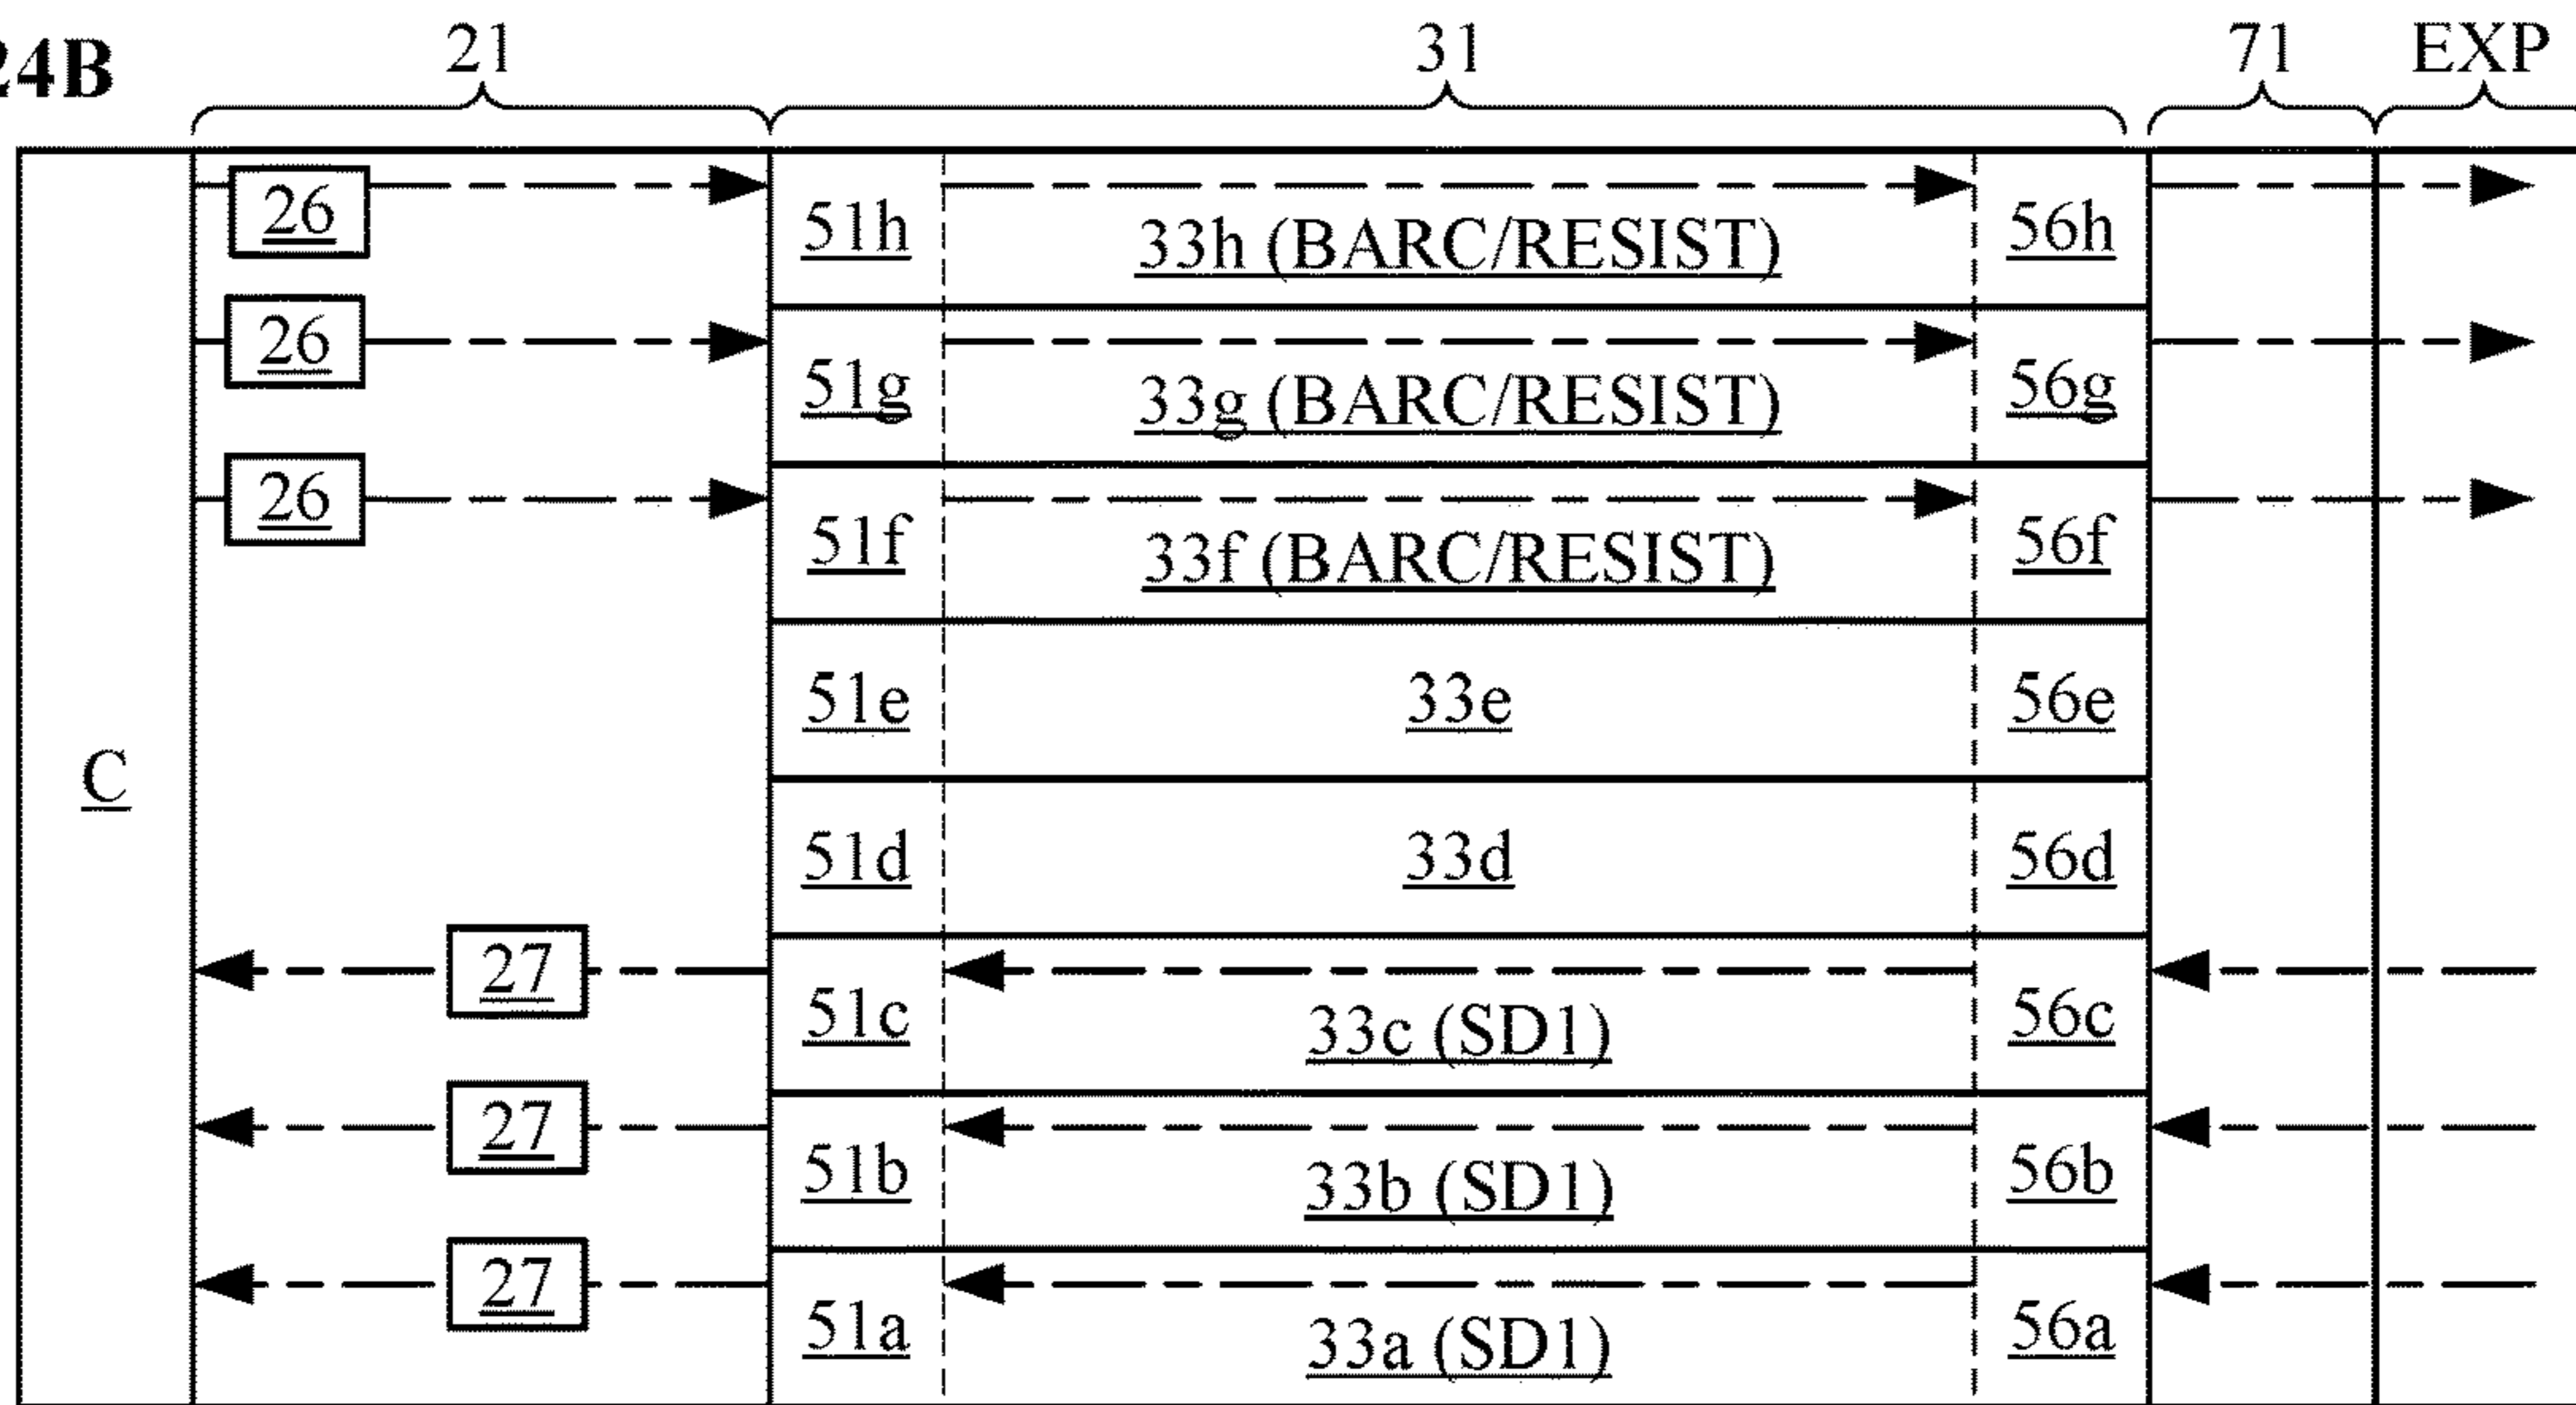 24B
21 31 71 EXP
26 51h 33h (BARC/RESIST) 56h
26 51g 33g (BARC/RESIST) 56g
26 51f 33f (BARC/RESIST) 56f
51e 33e 56e
C
51d 33d 56d
27 51c 33c (SD1) 56c
27 51b 33b (SD1) 56b
27 51a 33a (SD1) 56a